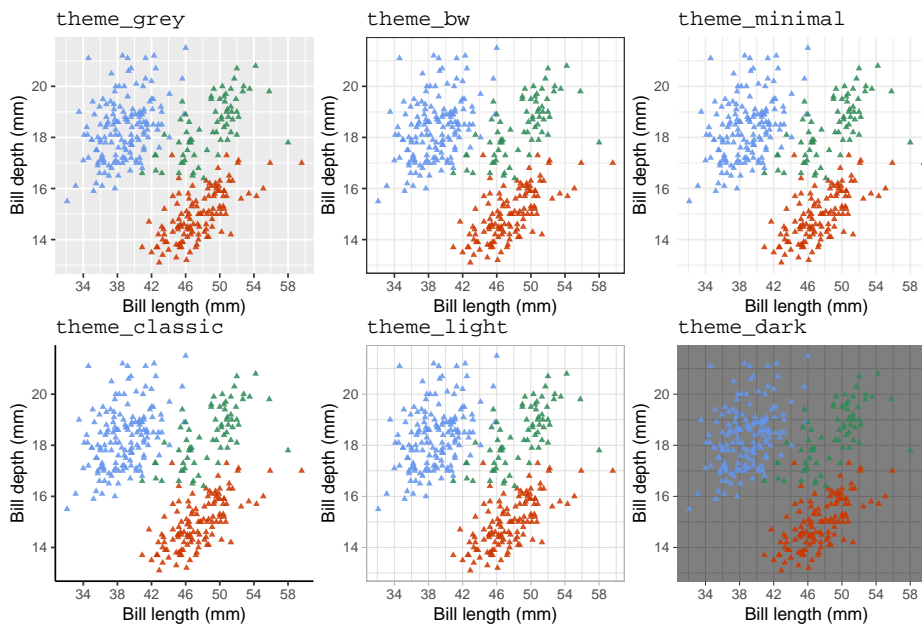 theme_grey
theme_bw
theme_minimal
Bill depth (mm)
20
18
16
14
34 38 42 46 50 54 58
Bill length (mm)
Bill depth (mm)
20
18
16
14
34 38 42 46 50 54 58
Bill length (mm)
Bill depth (mm)
20
18
16
14
34 38 42 46 50 54 58
Bill length (mm)
theme_classic
theme_light
theme_dark
Bill depth (mm)
20
18
16
14
34 38 42 46 50 54 58
Bill length (mm)
Bill depth (mm)
20
18
16
14
34 38 42 46 50 54 58
Bill length (mm)
Bill depth (mm)
20
18
16
14
34 38 42 46 50 54 58
Bill length (mm)